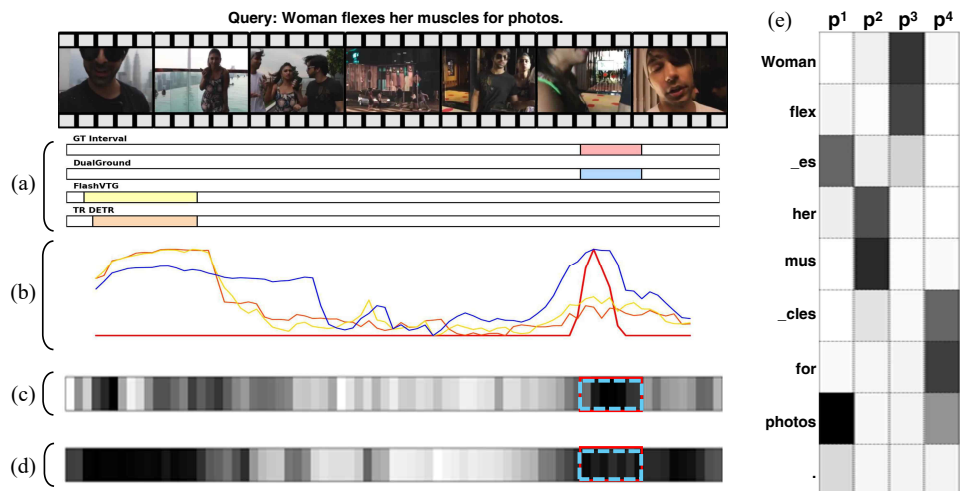 Query: Woman flexes her muscles for photos.
(a)
GT Interval
DualGround
FlashVTG
TR DETR
(b)
(c)
(d)
(e)
p¹ p² p³ p⁴
Woman
flex
_es
her
mus
_cles
for
photos
.